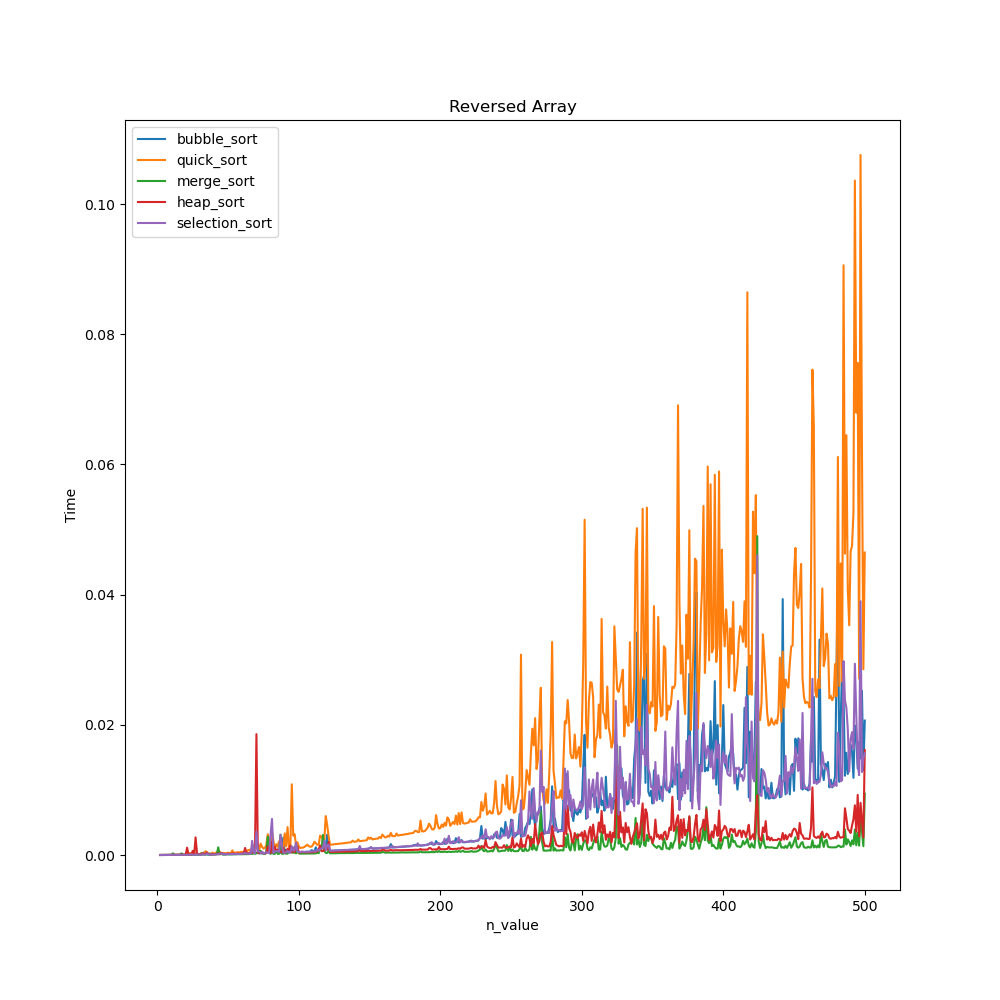 Reversed Array
bubble_sort
quick_sort
merge_sort
heap_sort
selection_sort
0.10
0.08
0.06
0.04
0.02
0.00
Time
0
100
200
300
400
500
n_value